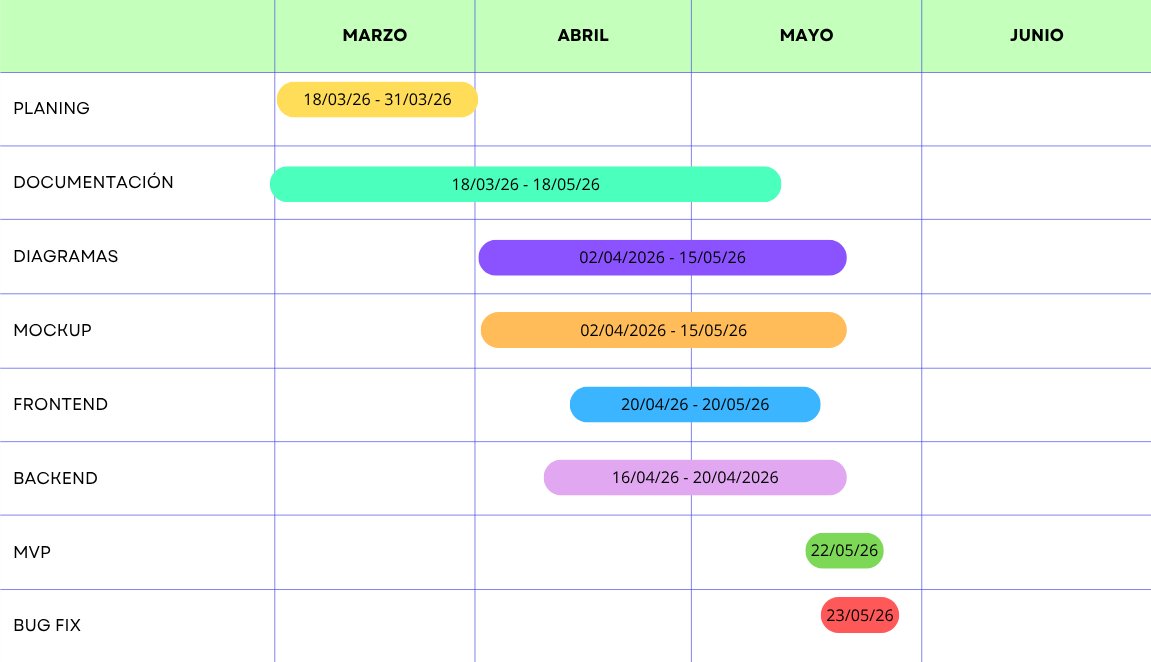 MARZO
ABRIL
MAYO
JUNIO
PLANING
18/03/26 - 31/03/26
DOCUMENTACIÓN
18/03/26 - 18/05/26
DIAGRAMAS
02/04/2026 - 15/05/26
MOCKUP
02/04/2026 - 15/05/26
FRONTEND
20/04/26 - 20/05/26
BACKEND
16/04/26 - 20/04/2026
MVP
22/05/26
BUG FIX
23/05/26